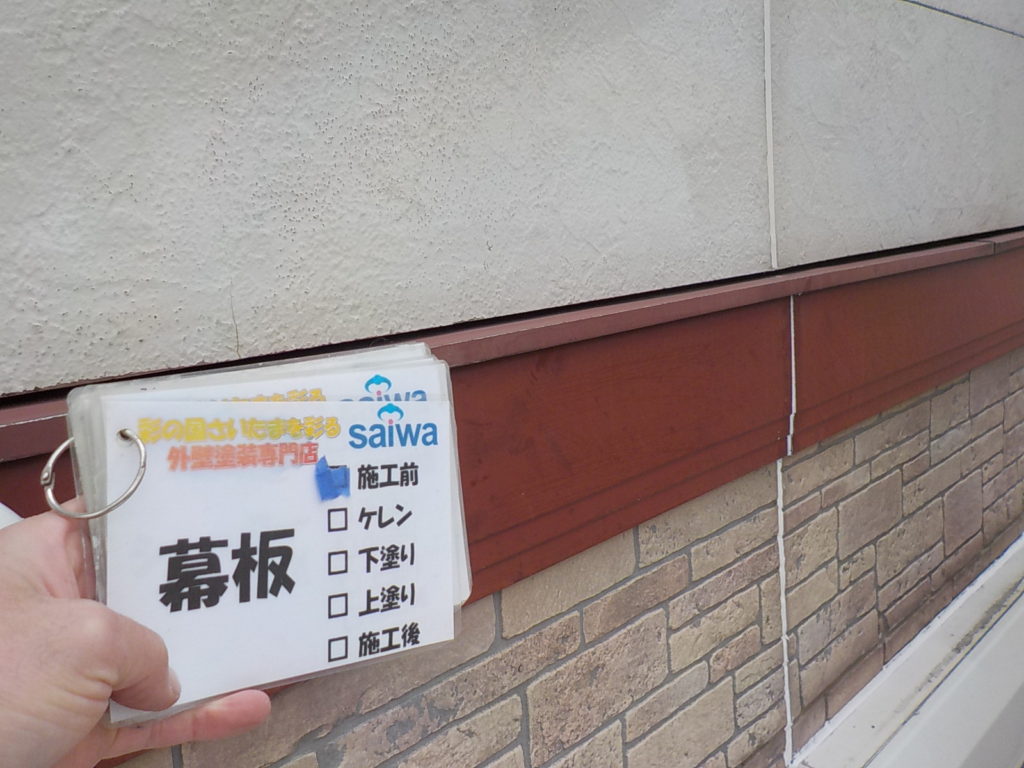 彩の国さいたまを彩る
saiwa
外壁塗装専門店
施工前
ケレン
幕板
下塗り
上塗り
施工後